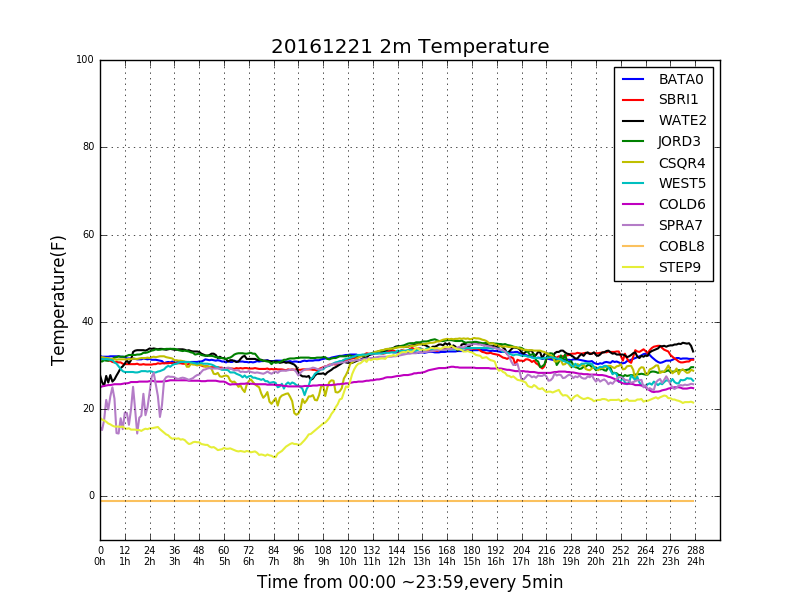 20161221 2m Temperature
100
80
60
40
20
0
Temperature(F)
BATA0
SBRI1
WATE2
JORD3
CSQR4
WEST5
COLD6
SPRA7
COBL8
STEP9
0 12 24 36 48 60 72 84 96 108 120 132 144 156 168 180 192 204 216 228 240 252 264 276 288
0h 1h 2h 3h 4h 5h 6h 7h 8h 9h 10h 11h 12h 13h 14h 15h 16h 17h 18h 19h 20h 21h 22h 23h 24h
Time from 00:00 ~23:59,every 5min